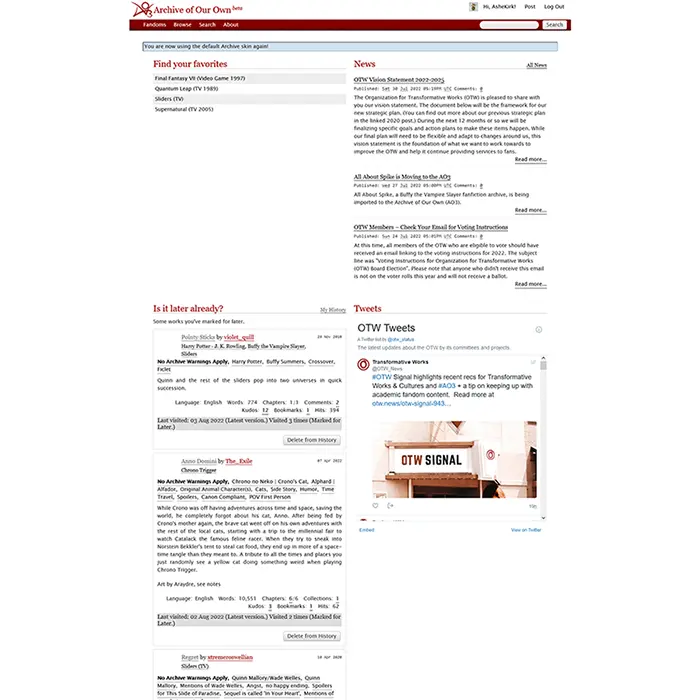 Archive of Our Own beta
Hi, AsheKirk! Post Log Out
Fandoms Browse Search About
Search
You are now using the default Archive skin again!
Find your favorites
Final Fantasy VII (Video Game 1997)
Quantum Leap (TV 1989)
Sliders (TV)
Supernatural (TV 2005)
News
All News
OTW Vision Statement 2022-2025
Published: Sat 30 Jul 2022 05:19PM UTC Comments: 0
The Organization for Transformative Works (OTW) is pleased to share with
you our vision statement. The document below will be the framework for our
new strategic plan. (You can find out more about our previous strategic plan
in the linked 2020 post.) During the next 12 months or so we will be
finalizing specific goals and action plans to make these items happen. While
our final plan will need to be flexible and adapt to changes around us, this
vision statement is the foundation of what we want to work towards to
improve the OTW and help it continue providing services to fans.
Read more...
All About Spike is Moving to the AO3
Published: Wed 27 Jul 2022 05:00PM UTC Comments: 0
All About Spike, a Buffy the Vampire Slayer fanfiction archive, is being
imported to the Archive of Our Own (AO3).
Read more...
OTW Members – Check Your Email for Voting Instructions
Published: Sun 24 Jul 2022 05:01PM UTC Comments: 0
At this time, all members of the OTW who are eligible to vote should have
received an email linking to the voting instructions for 2022. The subject
line was "Voting Instructions for Organization for Transformative Works
(OTW) Board Election". Please note that anyone who didn't receive this email
is not on the voter rolls this year and will not receive a ballot.
Read more...
Is it later already?
My History
Some works you've marked for later.
Pointy Sticks by violet_quill
Harry Potter - J. K. Rowling, Buffy the Vampire Slayer,
Sliders
No Archive Warnings Apply, Harry Potter, Buffy Summers, Crossover,
Ficlet
Quinn and the rest of the sliders pop into two universes in quick
succession.
Language: English Words: 774 Chapters: 1/1 Comments: 2
Kudos: 12 Bookmarks: 1 Hits: 394
Last visited: 03 Aug 2022 (Latest version.) Visited 3 times (Marked for
Later.)
Delete from History
Anno Domini by The_Exile
07 Apr 2022
Chrono Trigger
No Archive Warnings Apply, Chrono no Neko | Crono's Cat, Alphard |
Alfador, Original Animal Character(s), Cats, Side Story, Humor, Time
Travel, Spoilers, Canon Compliant, POV First Person
While Crono was off having adventures across time and space, saving the
world, he completely forgot about his cat, Anno. After being fed by
Crono's mother again, the brave cat went off on his own adventures with
the rest of the local cats, starting with a trip to the millennial fair to
watch Catalack the famous feline racer. When they try to sneak into
Norstein Bekkler's tent to steal cat food, they end up in more of a space-
time tangle than they meant to. A tribute to all the times and places you
just randomly see a yellow cat doing something weird when playing
Chrono Trigger.
Art by Araydre, see notes
Language: English Words: 10,551 Chapters: 6/6 Collections: 1
Kudos: 3 Bookmarks: 1 Hits: 62
Last visited: 02 Aug 2022 (Latest version.) Visited 2 times (Marked for
Later.)
Delete from History
Regret by xtremeroswellian
Sliders (TV)
No Archive Warnings Apply, Quinn Mallory/Wade Welles, Quinn
Mallory, Mentions of Wade Welles, Angst, no happy ending, Spoilers
for This Slide of Paradise, Sequel is called 'In Your Heart', Mentions of
Tweets
OTW Tweets
A Twitter list by @otw_status
The latest updates about the OTW by its committees and projects.
Transformative Works
@OTW_News
#OTW Signal highlights recent recs for Transformative
Works & Cultures and #AO3 + a tip on keeping up with
academic fandom content. Read more at
otw.news/otw-signal-943…
OTW SIGNAL
Embed
View on Twitter